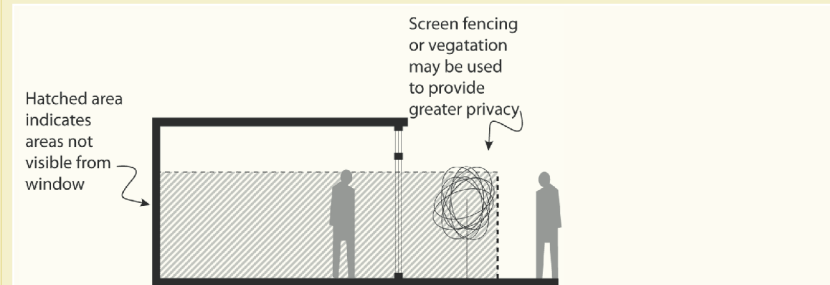 Screen fencing
or vegatation
may be used
to provide
greater privacy
Hatched area
indicates
areas not
visible from
window